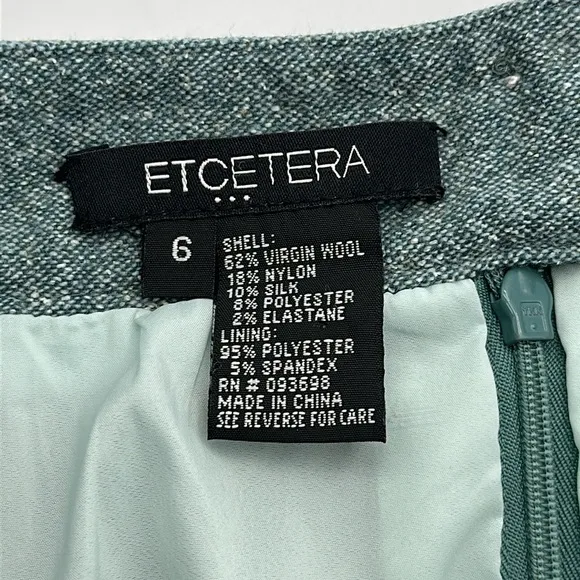 ETCETERA
...
6
SHELL:
62% VIRGIN WOOL
18% NYLON
10% SILK
8% POLYESTER
2% ELASTANE
LINING:
95% POLYESTER
5% SPANDEX
RN # 093698
MADE IN CHINA
SEE REVERSE FOR CARE